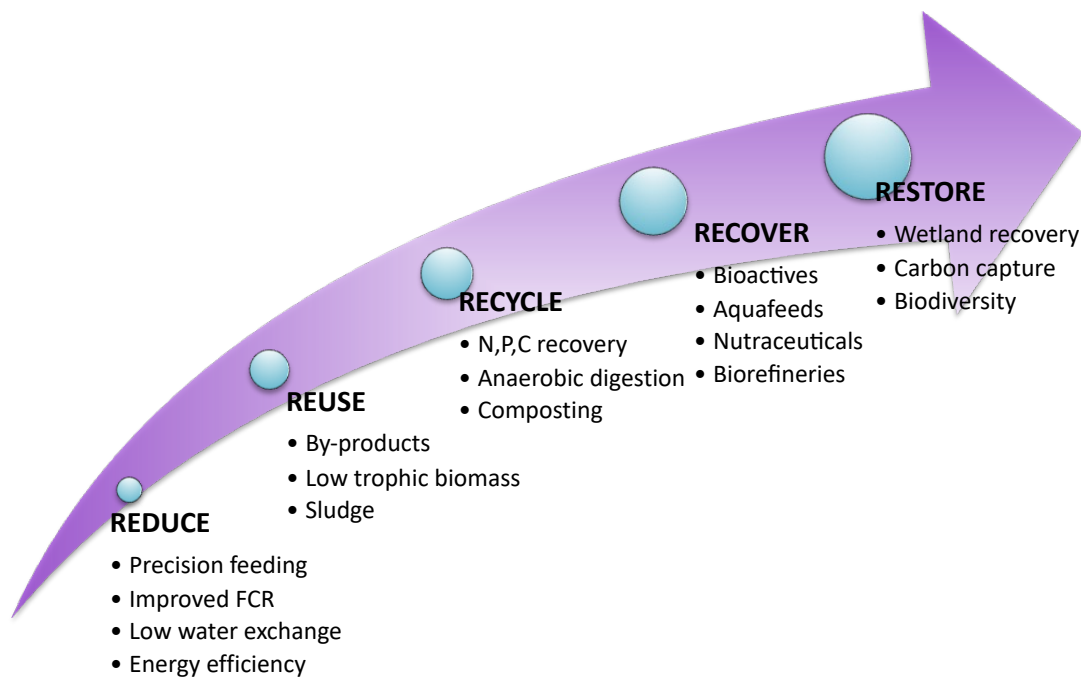 REDUCE
• Precision feeding
• Improved FCR
• Low water exchange
• Energy efficiency
REUSE
• By-products
• Low trophic biomass
• Sludge
RECYCLE
• N,P,C recovery
• Anaerobic digestion
• Composting
RECOVER
• Bioactives
• Aquafeeds
• Nutraceuticals
• Biorefineries
RESTORE
• Wetland recovery
• Carbon capture
• Biodiversity